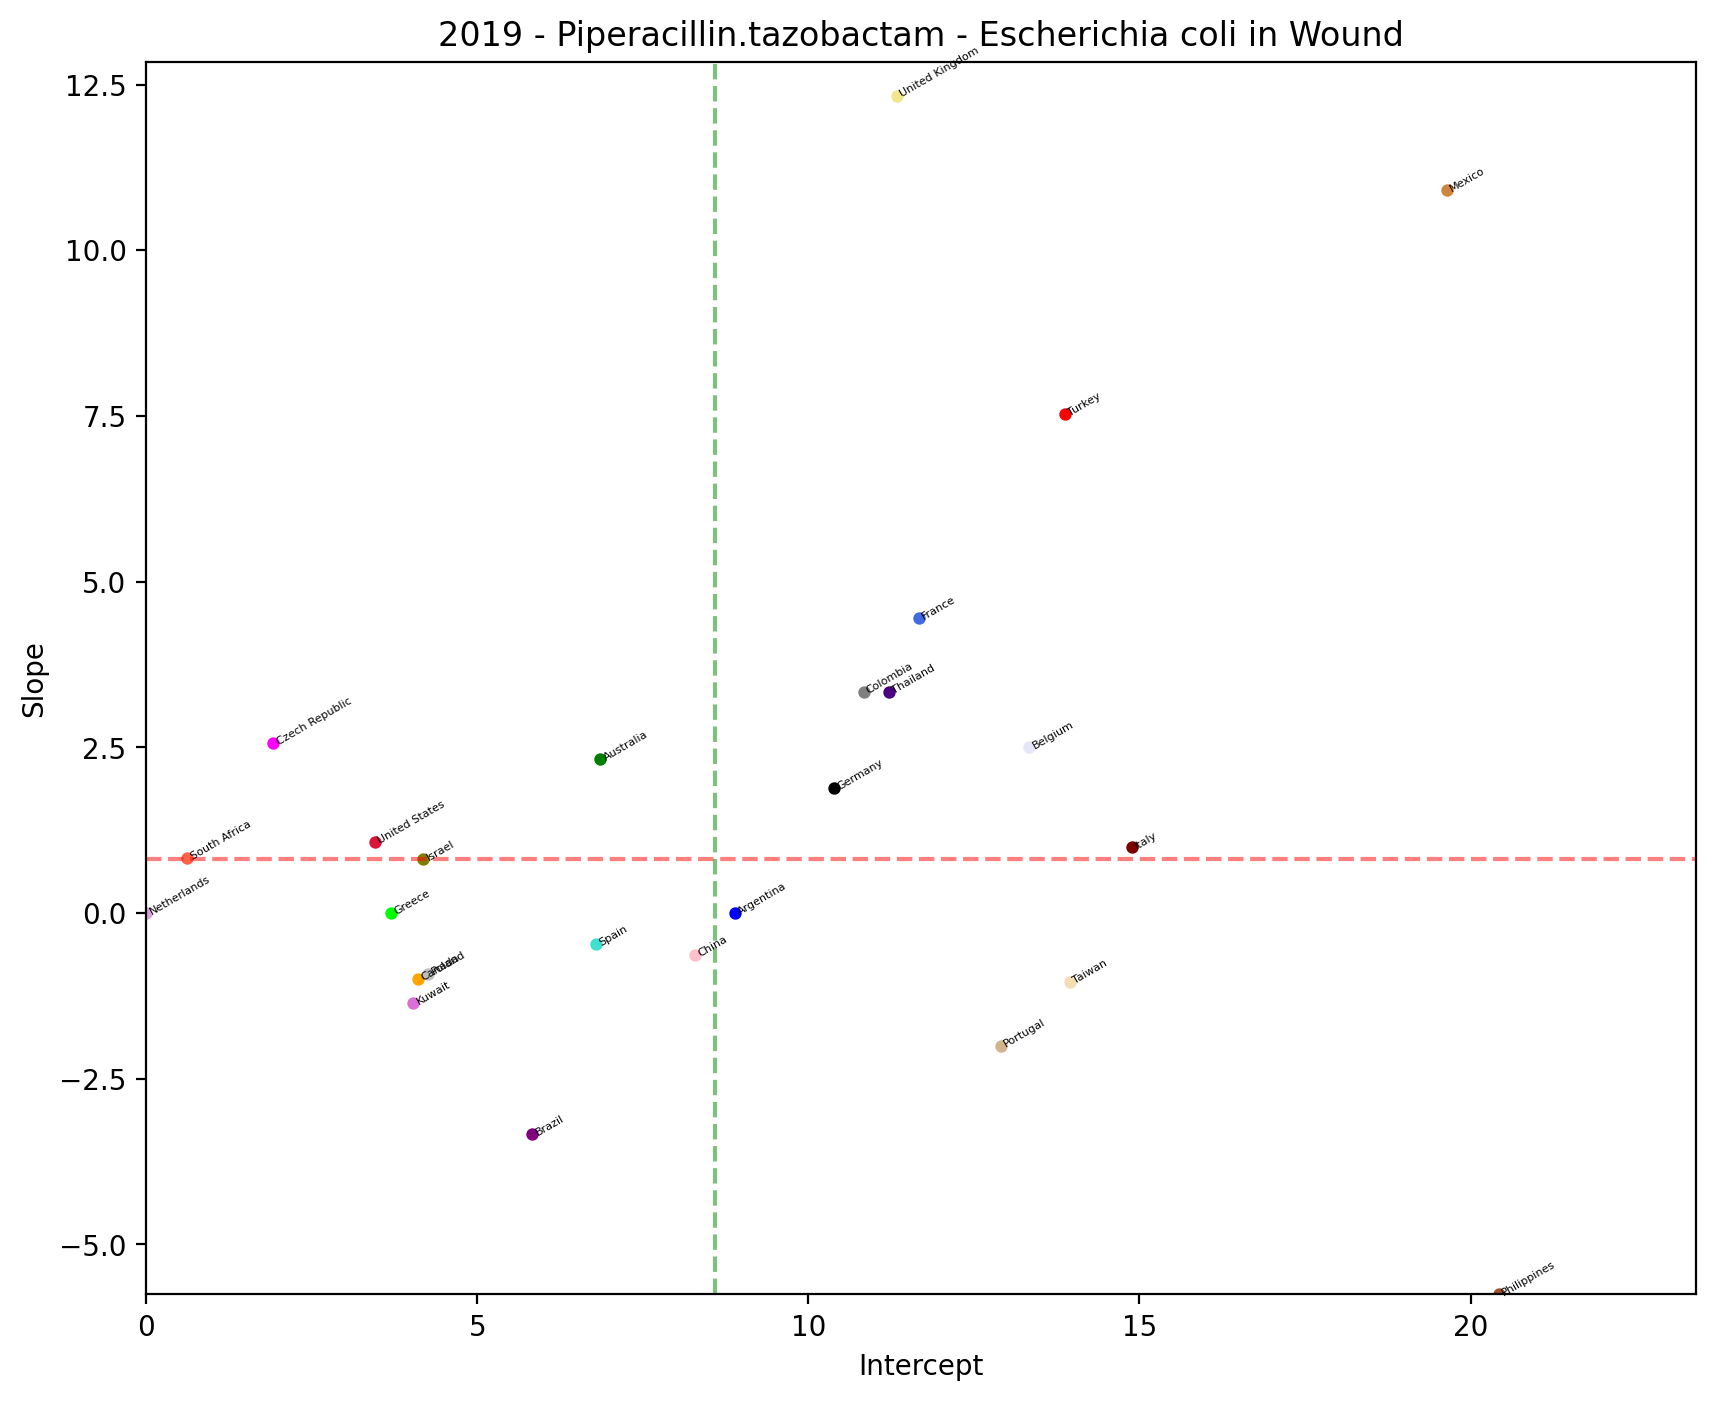 2019 - Piperacillin.tazobactam - Escherichia coli in Wound
12.5
10.0
7.5
5.0
2.5
0.0
−2.5
−5.0
Slope
United Kingdom
Mexico
Turkey
France
Colombia
Thailand
Czech Republic
Australia
Belgium
Germany
United States
South Africa
Israel
Italy
Netherlands
Greece
Argentina
Spain
China
Canada
Poland
Kuwait
Taiwan
Portugal
Brazil
Philippines
0
5
10
15
20
Intercept